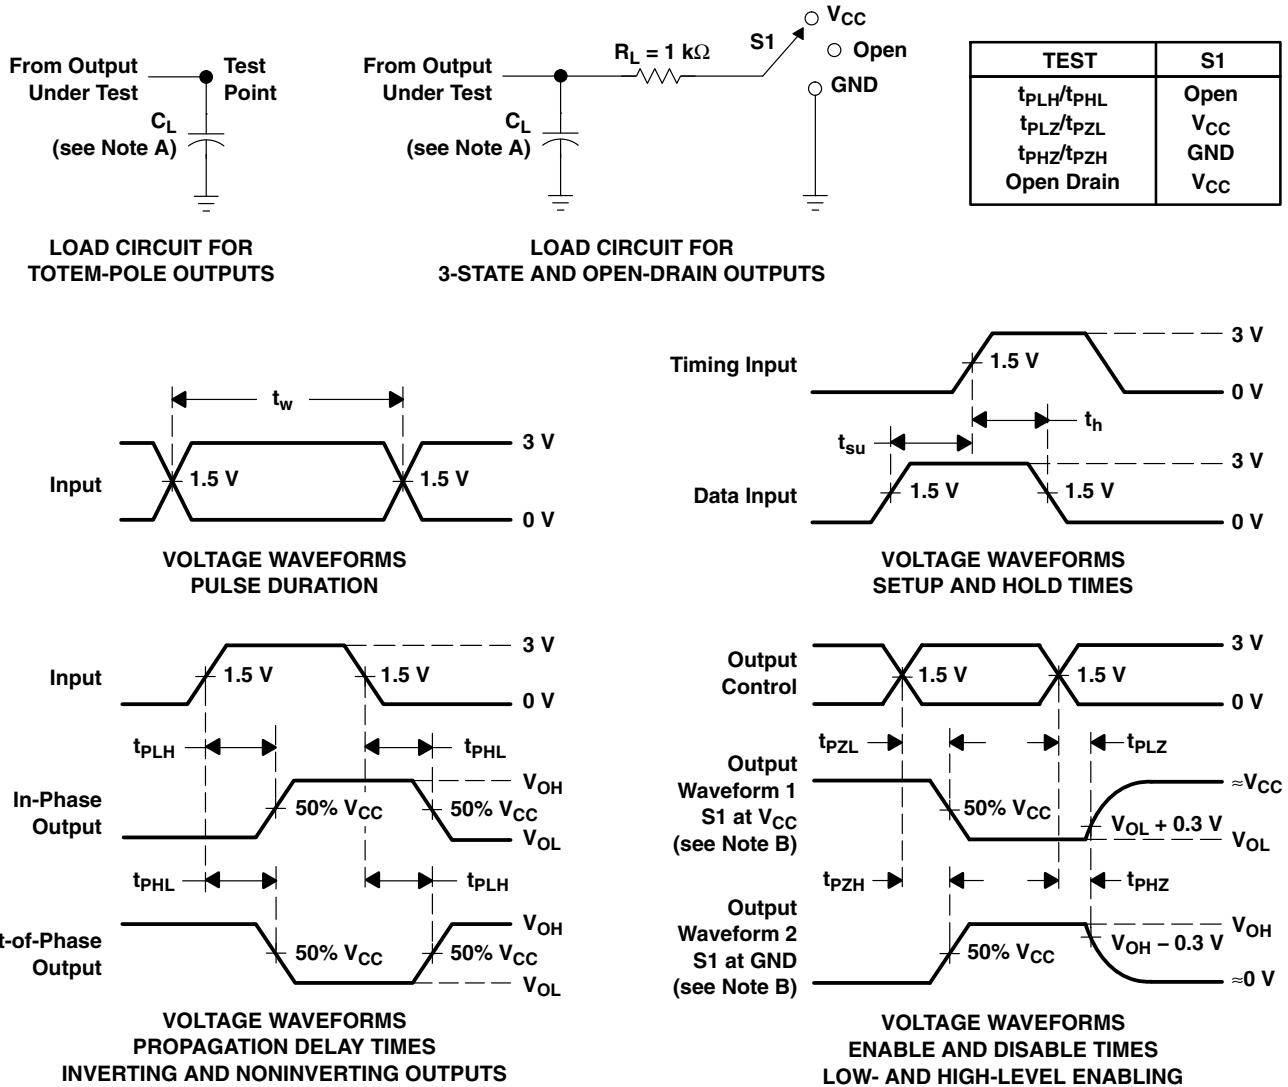 From Output
Under Test
Test
Point
CL
(see Note A)
LOAD CIRCUIT FOR
TOTEM-POLE OUTPUTS
From Output
Under Test
RL = 1 kΩ
S1
VCC
Open
GND
CL
(see Note A)
LOAD CIRCUIT FOR
3-STATE AND OPEN-DRAIN OUTPUTS
TEST S1
tPLH/tPHL Open
tPLZ/tPZL VCC
tPHZ/tPZH GND
Open Drain VCC
tw
Input
1.5 V
1.5 V
3 V
0 V
VOLTAGE WAVEFORMS
PULSE DURATION
Timing Input
1.5 V
3 V
0 V
tsu
th
Data Input
1.5 V
1.5 V
3 V
0 V
VOLTAGE WAVEFORMS
SETUP AND HOLD TIMES
Input
1.5 V
1.5 V
3 V
0 V
tPLH
tPHL
In-Phase
Output
50% VCC
50% VCC
VOH
VOL
tPHL
tPLH
t-of-Phase
Output
50% VCC
50% VCC
VOH
VOL
VOLTAGE WAVEFORMS
PROPAGATION DELAY TIMES
INVERTING AND NONINVERTING OUTPUTS
Output
Control
1.5 V
1.5 V
3 V
0 V
tPZL
tPLZ
Output
Waveform 1
S1 at VCC
(see Note B)
50% VCC
VOL + 0.3 V
≈VCC
VOL
tPZH
tPHZ
Output
Waveform 2
S1 at GND
(see Note B)
50% VCC
VOH − 0.3 V
VOH
≈0 V
VOLTAGE WAVEFORMS
ENABLE AND DISABLE TIMES
LOW- AND HIGH-LEVEL ENABLING